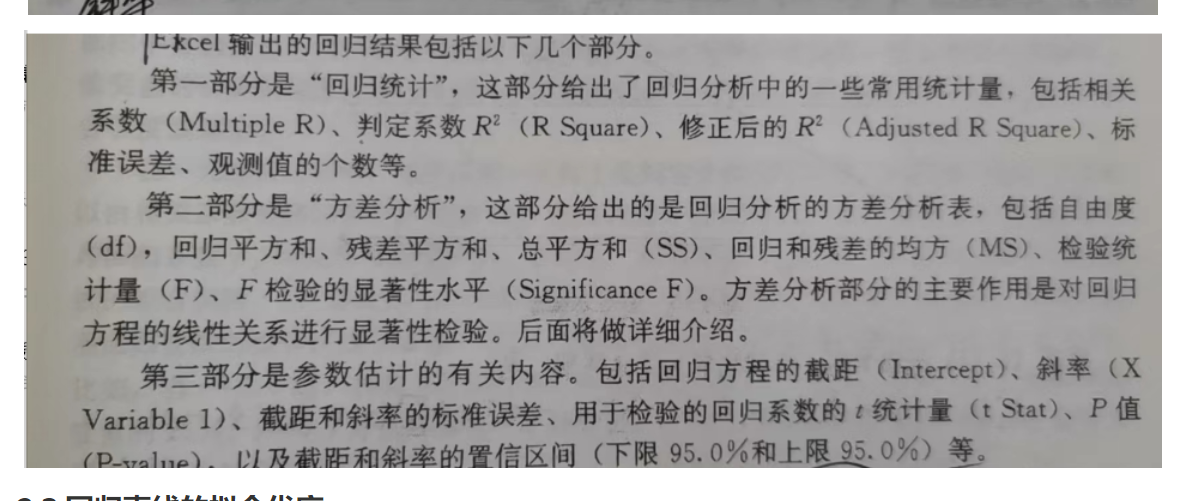 Excel 输出的回归结果包括以下几个部分。
第一部分是“回归统计”，这部分给出了回归分析中的一些常用统计量，包括相关
系数（Multiple R）、判定系数 R²（R Square）、修正后的 R²（Adjusted R Square）、标
准误差、观测值的个数等。
第二部分是“方差分析”，这部分给出的是回归分析的方差分析表，包括自由度
（df），回归平方和、残差平方和、总平方和（SS）、回归和残差的均方（MS）、检验统
计量（F）、F 检验的显著性水平（Significance F）。方差分析部分的主要作用是对回归
方程的线性关系进行显著性检验。后面将做详细介绍。
第三部分是参数估计的有关内容。包括回归方程的截距（Intercept）、斜率（X
Variable 1）、截距和斜率的标准误差、用于检验的回归系数的 t 统计量（t Stat）、P 值
（P-value），以及截距和斜率的置信区间（下限 95.0%和上限 95.0%）等。